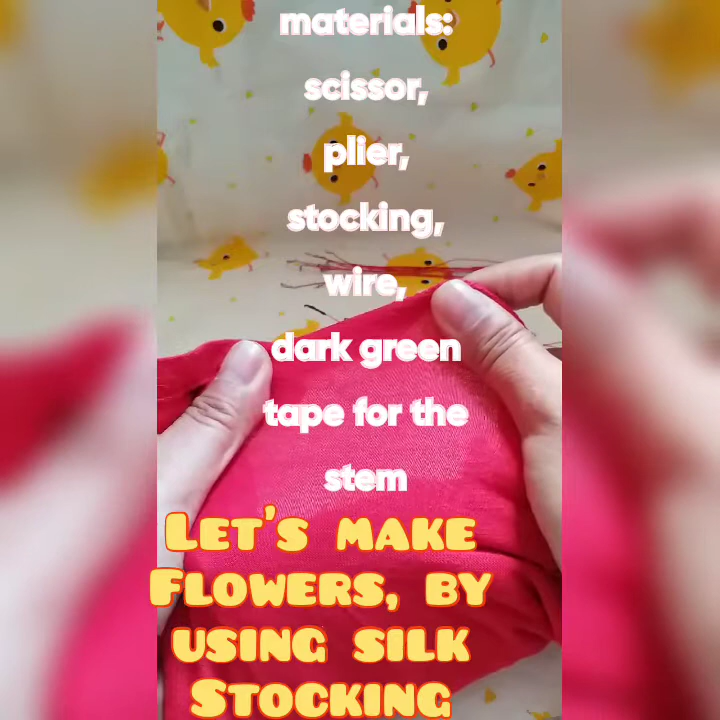 materials:
scissor,
plier,
stocking,
wire,
dark green
tape for the
stem
Let's make
Flowers, by
using silk
Stocking